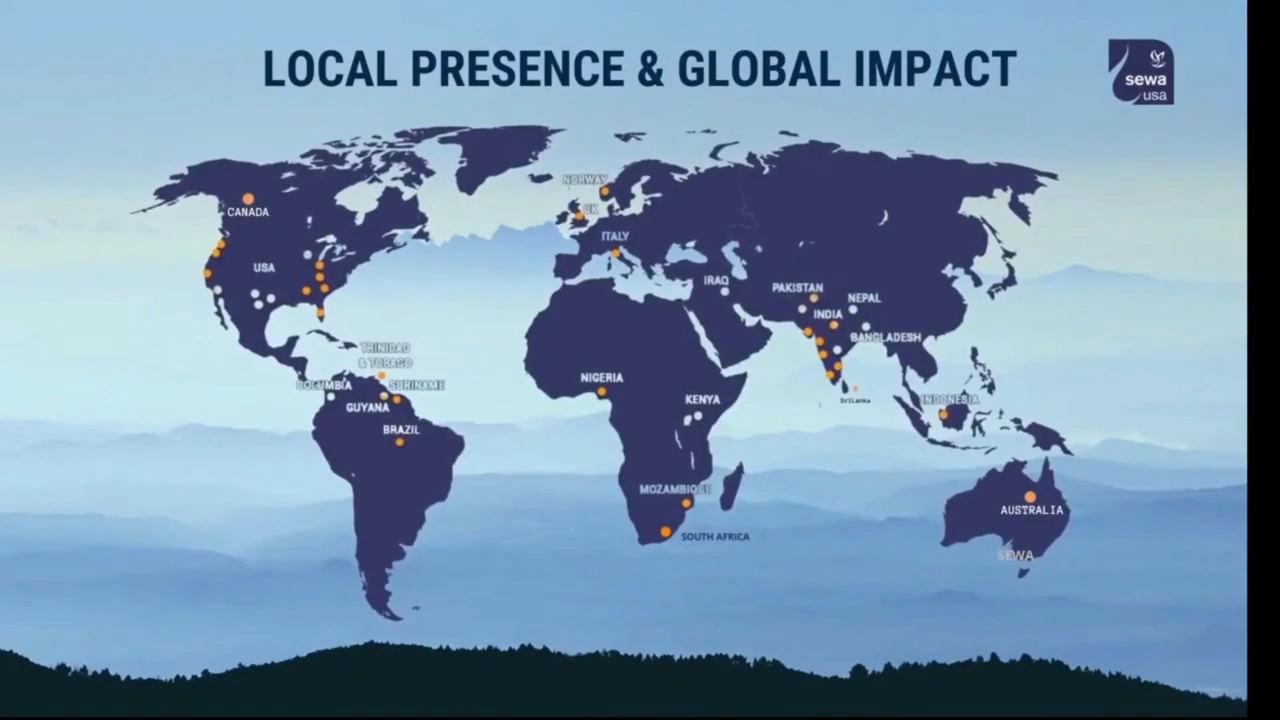 LOCAL PRESENCE & GLOBAL IMPACT
sewa
usa
NORWAY
CANADA
UK
ITALY
USA
IRAQ
PAKISTAN
NEPAL
INDIA
BANGLADESH
TRINIDAD
& TOBAGO
COLUMBIA
SURINAME
NIGERIA
GUYANA
KENYA
SriLanka
INDONESIA
BRAZIL
MOZAMBIQUE
AUSTRALIA
SOUTH AFRICA
SEWA